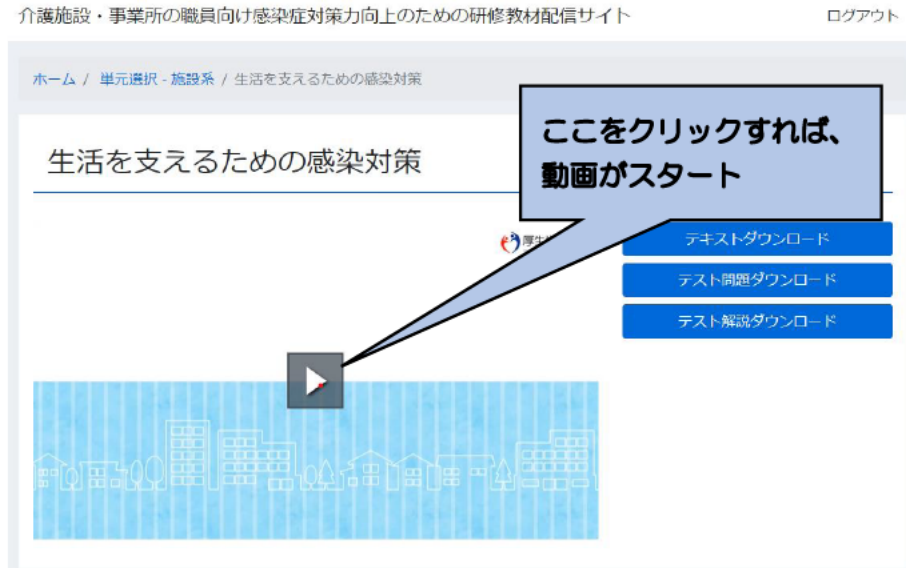 介護施設・事業所の職員向け感染症対策力向上のための研修教材配信サイト
ログアウト
ホーム / 単元選択 - 施設系 / 生活を支えるための感染対策
ここをクリックすれば、
動画がスタート
生活を支えるための感染対策
厚生
テキストダウンロード
テスト問題ダウンロード
テスト解説ダウンロード